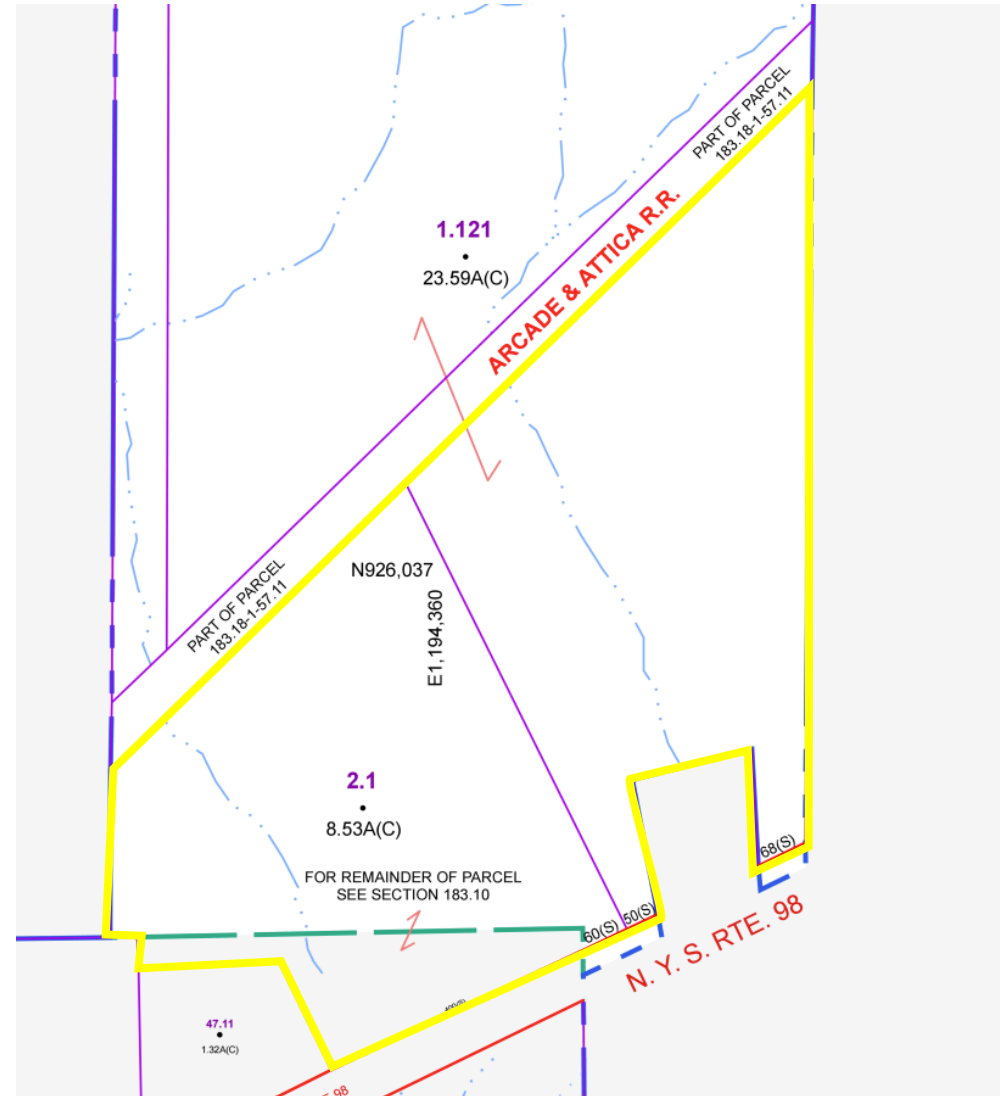 PART OF PARCEL
183.18-1-57.11
1.121
23.59A(C)
ARCADE & ATTICA R.R.
N926,037
E1,194,360
PART OF PARCEL
183.18-1-57.11
2.1
8.53A(C)
68(S)
FOR REMAINDER OF PARCEL
SEE SECTION 183.10
60(S)
50(S)
N. Y. S. RTE. 98
47.11
1.32A(C)
98